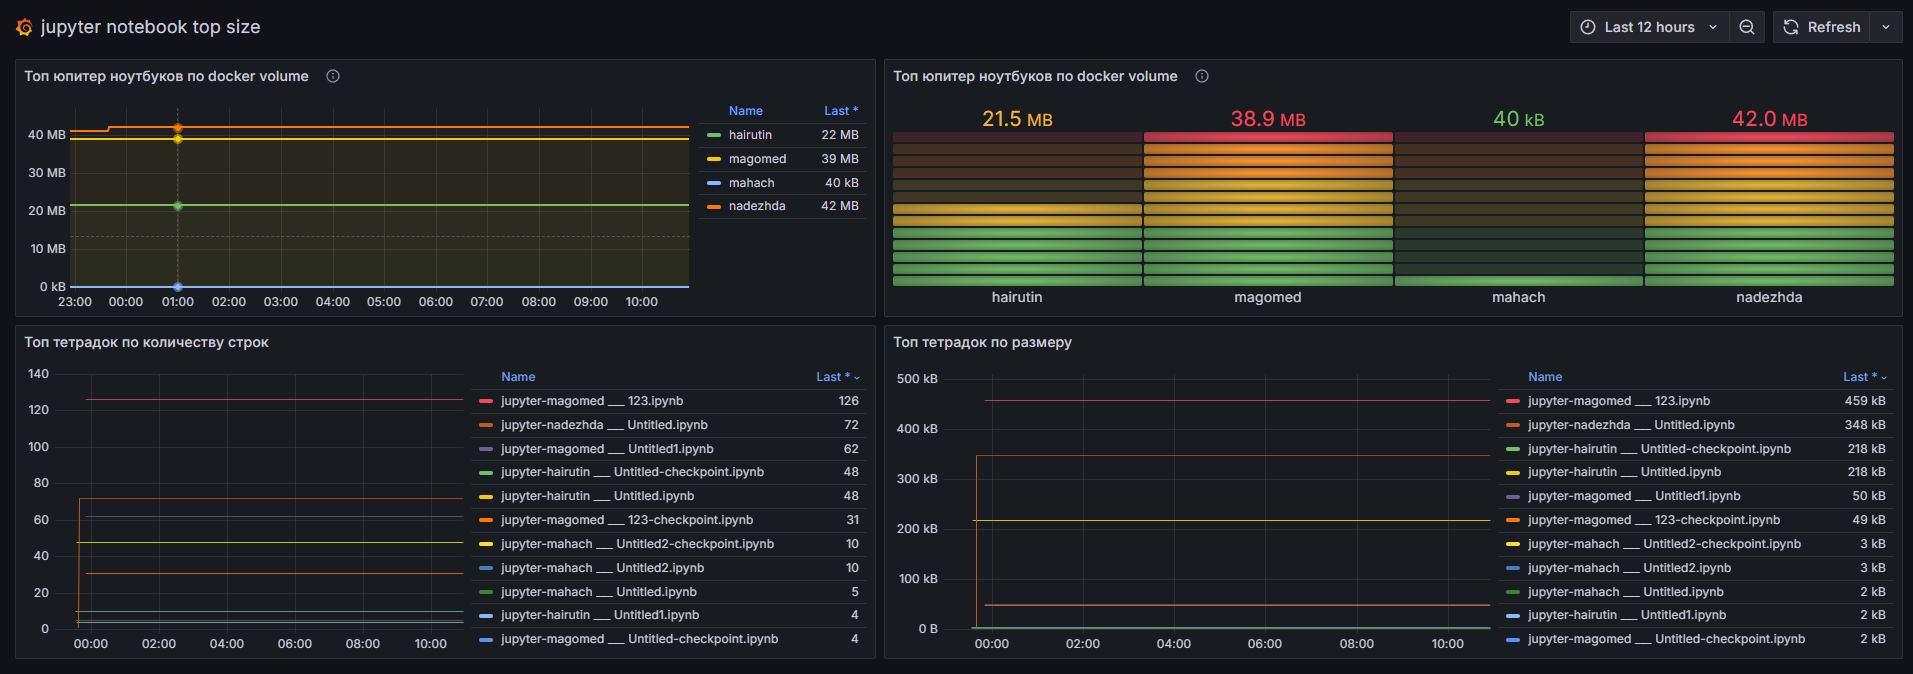 jupyter notebook top size
Last 12 hours
Refresh
Топ юпитер ноутбуков по docker volume
40 MB
30 MB
20 MB
10 MB
0 kB
23:00 00:00 01:00 02:00 03:00 04:00 05:00 06:00 07:00 08:00 09:00 10:00
Name Last *
hairutin 22 MB
magomed 39 MB
mahach 40 kB
nadezhda 42 MB
Топ юпитер ноутбуков по docker volume
21.5 MB 38.9 MB 40 kB 42.0 MB
hairutin magomed mahach nadezhda
Топ тетрадок по количеству строк
140
120
100
80
60
40
20
0
00:00 02:00 04:00 06:00 08:00 10:00
Name Last *
jupyter-magomed ___ 123.ipynb 126
jupyter-nadezhda ___ Untitled.ipynb 72
jupyter-magomed ___ Untitled1.ipynb 62
jupyter-hairutin ___ Untitled-checkpoint.ipynb 48
jupyter-hairutin ___ Untitled.ipynb 48
jupyter-magomed ___ 123-checkpoint.ipynb 31
jupyter-mahach ___ Untitled2-checkpoint.ipynb 10
jupyter-mahach ___ Untitled2.ipynb 10
jupyter-mahach ___ Untitled.ipynb 5
jupyter-hairutin ___ Untitled1.ipynb 4
jupyter-magomed ___ Untitled-checkpoint.ipynb 4
Топ тетрадок по размеру
500 kB
400 kB
300 kB
200 kB
100 kB
0 B
00:00 02:00 04:00 06:00 08:00 10:00
Name Last *
jupyter-magomed ___ 123.ipynb 459 kB
jupyter-nadezhda ___ Untitled.ipynb 348 kB
jupyter-hairutin ___ Untitled-checkpoint.ipynb 218 kB
jupyter-hairutin ___ Untitled.ipynb 218 kB
jupyter-magomed ___ Untitled1.ipynb 50 kB
jupyter-magomed ___ 123-checkpoint.ipynb 49 kB
jupyter-mahach ___ Untitled2-checkpoint.ipynb 3 kB
jupyter-mahach ___ Untitled2.ipynb 3 kB
jupyter-mahach ___ Untitled.ipynb 2 kB
jupyter-hairutin ___ Untitled1.ipynb 2 kB
jupyter-magomed ___ Untitled-checkpoint.ipynb 2 kB